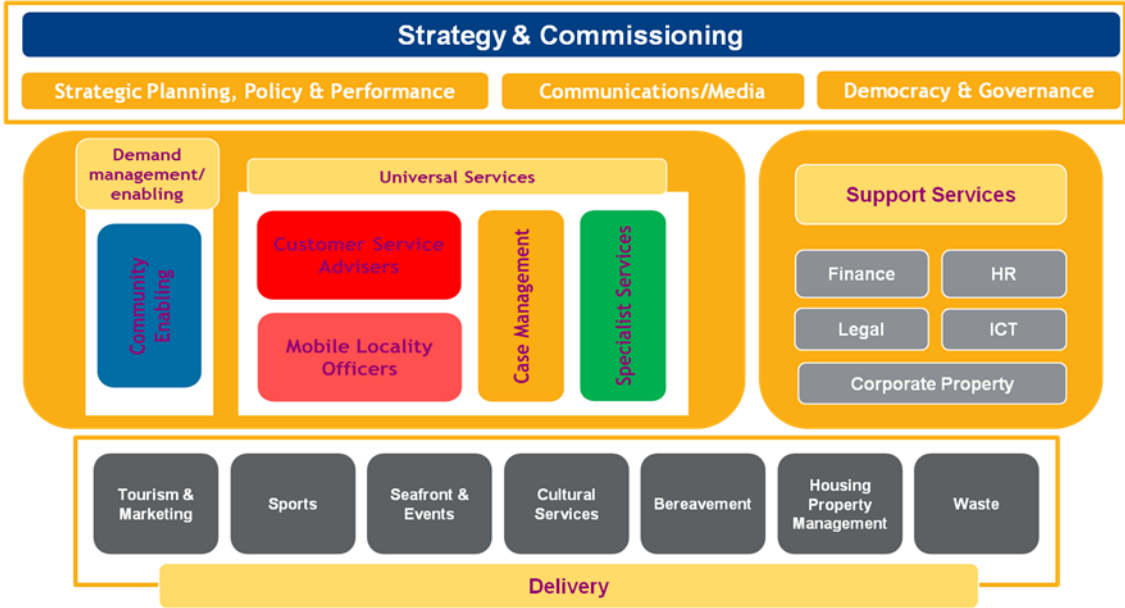 Strategy & Commissioning
Strategic Planning, Policy & Performance
Communications/Media
Democracy & Governance
Demand
management/
enabling
Universal Services
Community
Enabling
Customer Service
Advisers
Mobile Locality
Officers
Case Management
Specialist Services
Support Services
Finance
HR
Legal
ICT
Corporate Property
Tourism &
Marketing
Sports
Seafront &
Events
Cultural
Services
Bereavement
Housing
Property
Management
Waste
Delivery